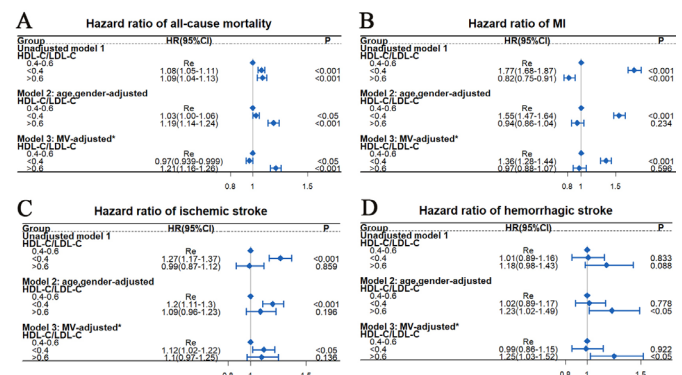 A
Hazard ratio of all-cause mortality
Group HR(95%CI) P
Unadjusted model 1
HDL-C/LDL-C
0.4-0.6 Re
<0.4 1.08(1.05-1.11) <0.001
>0.6 1.09(1.04-1.13) <0.001
Model 2: age,gender-adjusted
HDL-C/LDL-C
0.4-0.6 Re
<0.4 1.03(1.00-1.06) <0.05
>0.6 1.19(1.14-1.24) <0.001
Model 3: MV-adjusted*
HDL-C/LDL-C
0.4-0.6 Re
<0.4 0.97(0.939-0.999) <0.05
>0.6 1.21(1.16-1.26) <0.001
0.8 1 1.5
B
Hazard ratio of MI
Group HR(95%CI) P
Unadjusted model 1
HDL-C/LDL-C
0.4-0.6 Re
<0.4 1.77(1.68-1.87) <0.001
>0.6 0.82(0.75-0.91) <0.001
Model 2: age,gender-adjusted
HDL-C/LDL-C
0.4-0.6 Re
<0.4 1.55(1.47-1.64) <0.001
>0.6 0.94(0.86-1.04) 0.234
Model 3: MV-adjusted*
HDL-C/LDL-C
0.4-0.6 Re
<0.4 1.36(1.28-1.44) <0.001
>0.6 0.97(0.88-1.07) 0.596
0.8 1 1.5
C
Hazard ratio of ischemic stroke
Group HR(95%CI) P
Unadjusted model 1
HDL-C/LDL-C
0.4-0.6 Re
<0.4 1.27(1.17-1.37) <0.001
>0.6 0.99(0.87-1.12) 0.859
Model 2: age,gender-adjusted
HDL-C/LDL-C
0.4-0.6 Re
<0.4 1.2(1.11-1.3) <0.001
>0.6 1.09(0.96-1.23) 0.196
Model 3: MV-adjusted*
HDL-C/LDL-C
0.4-0.6 Re
<0.4 1.12(1.02-1.22) <0.05
>0.6 1.1(0.97-1.25) 0.136
0.8 1 1.5
D
Hazard ratio of hemorrhagic stroke
Group HR(95%CI) P
Unadjusted model 1
HDL-C/LDL-C
0.4-0.6 Re
<0.4 1.01(0.89-1.16) 0.833
>0.6 1.18(0.98-1.43) 0.088
Model 2: age,gender-adjusted
HDL-C/LDL-C
0.4-0.6 Re
<0.4 1.02(0.89-1.17) 0.778
>0.6 1.23(1.02-1.49) <0.05
Model 3: MV-adjusted*
HDL-C/LDL-C
0.4-0.6 Re
<0.4 0.99(0.86-1.15) 0.922
>0.6 1.25(1.03-1.52) <0.05
0.8 1 1.5